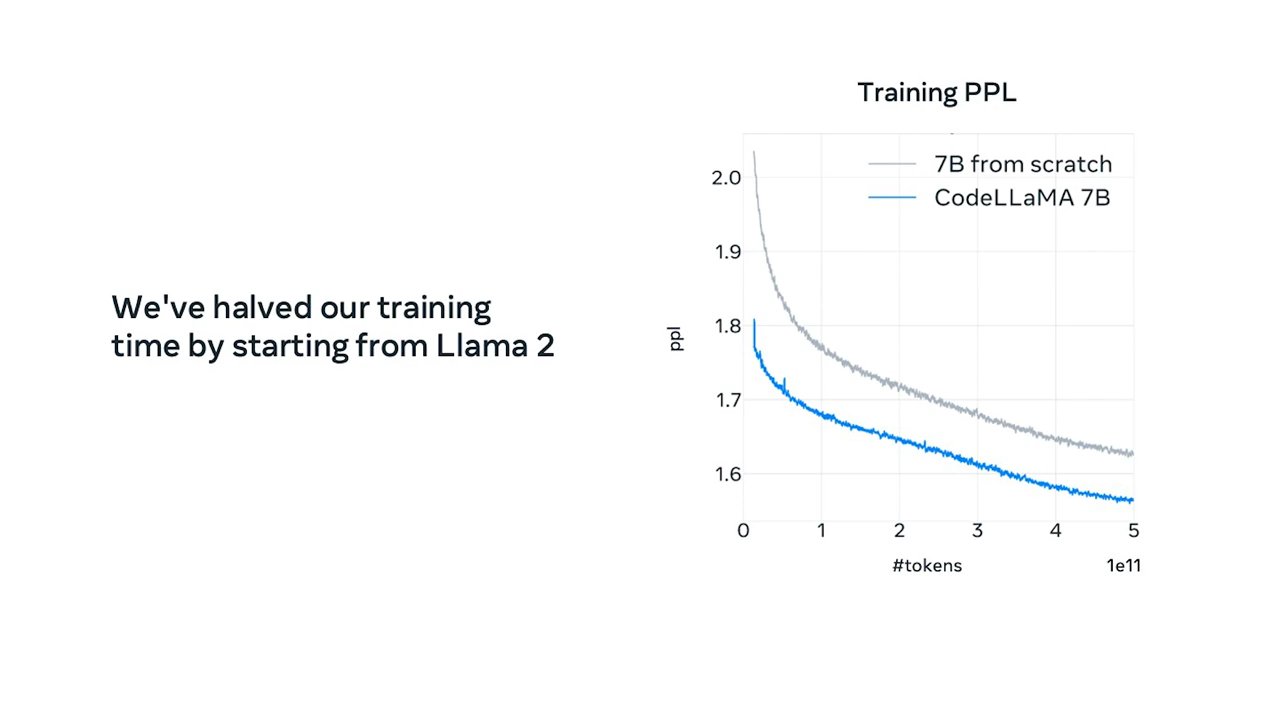 We've halved our training
time by starting from Llama 2
Training PPL
7B from scratch
CodeLLaMA 7B
ppl
2.0
1.9
1.8
1.7
1.6
0 1 2 3 4 5
#tokens 1e11